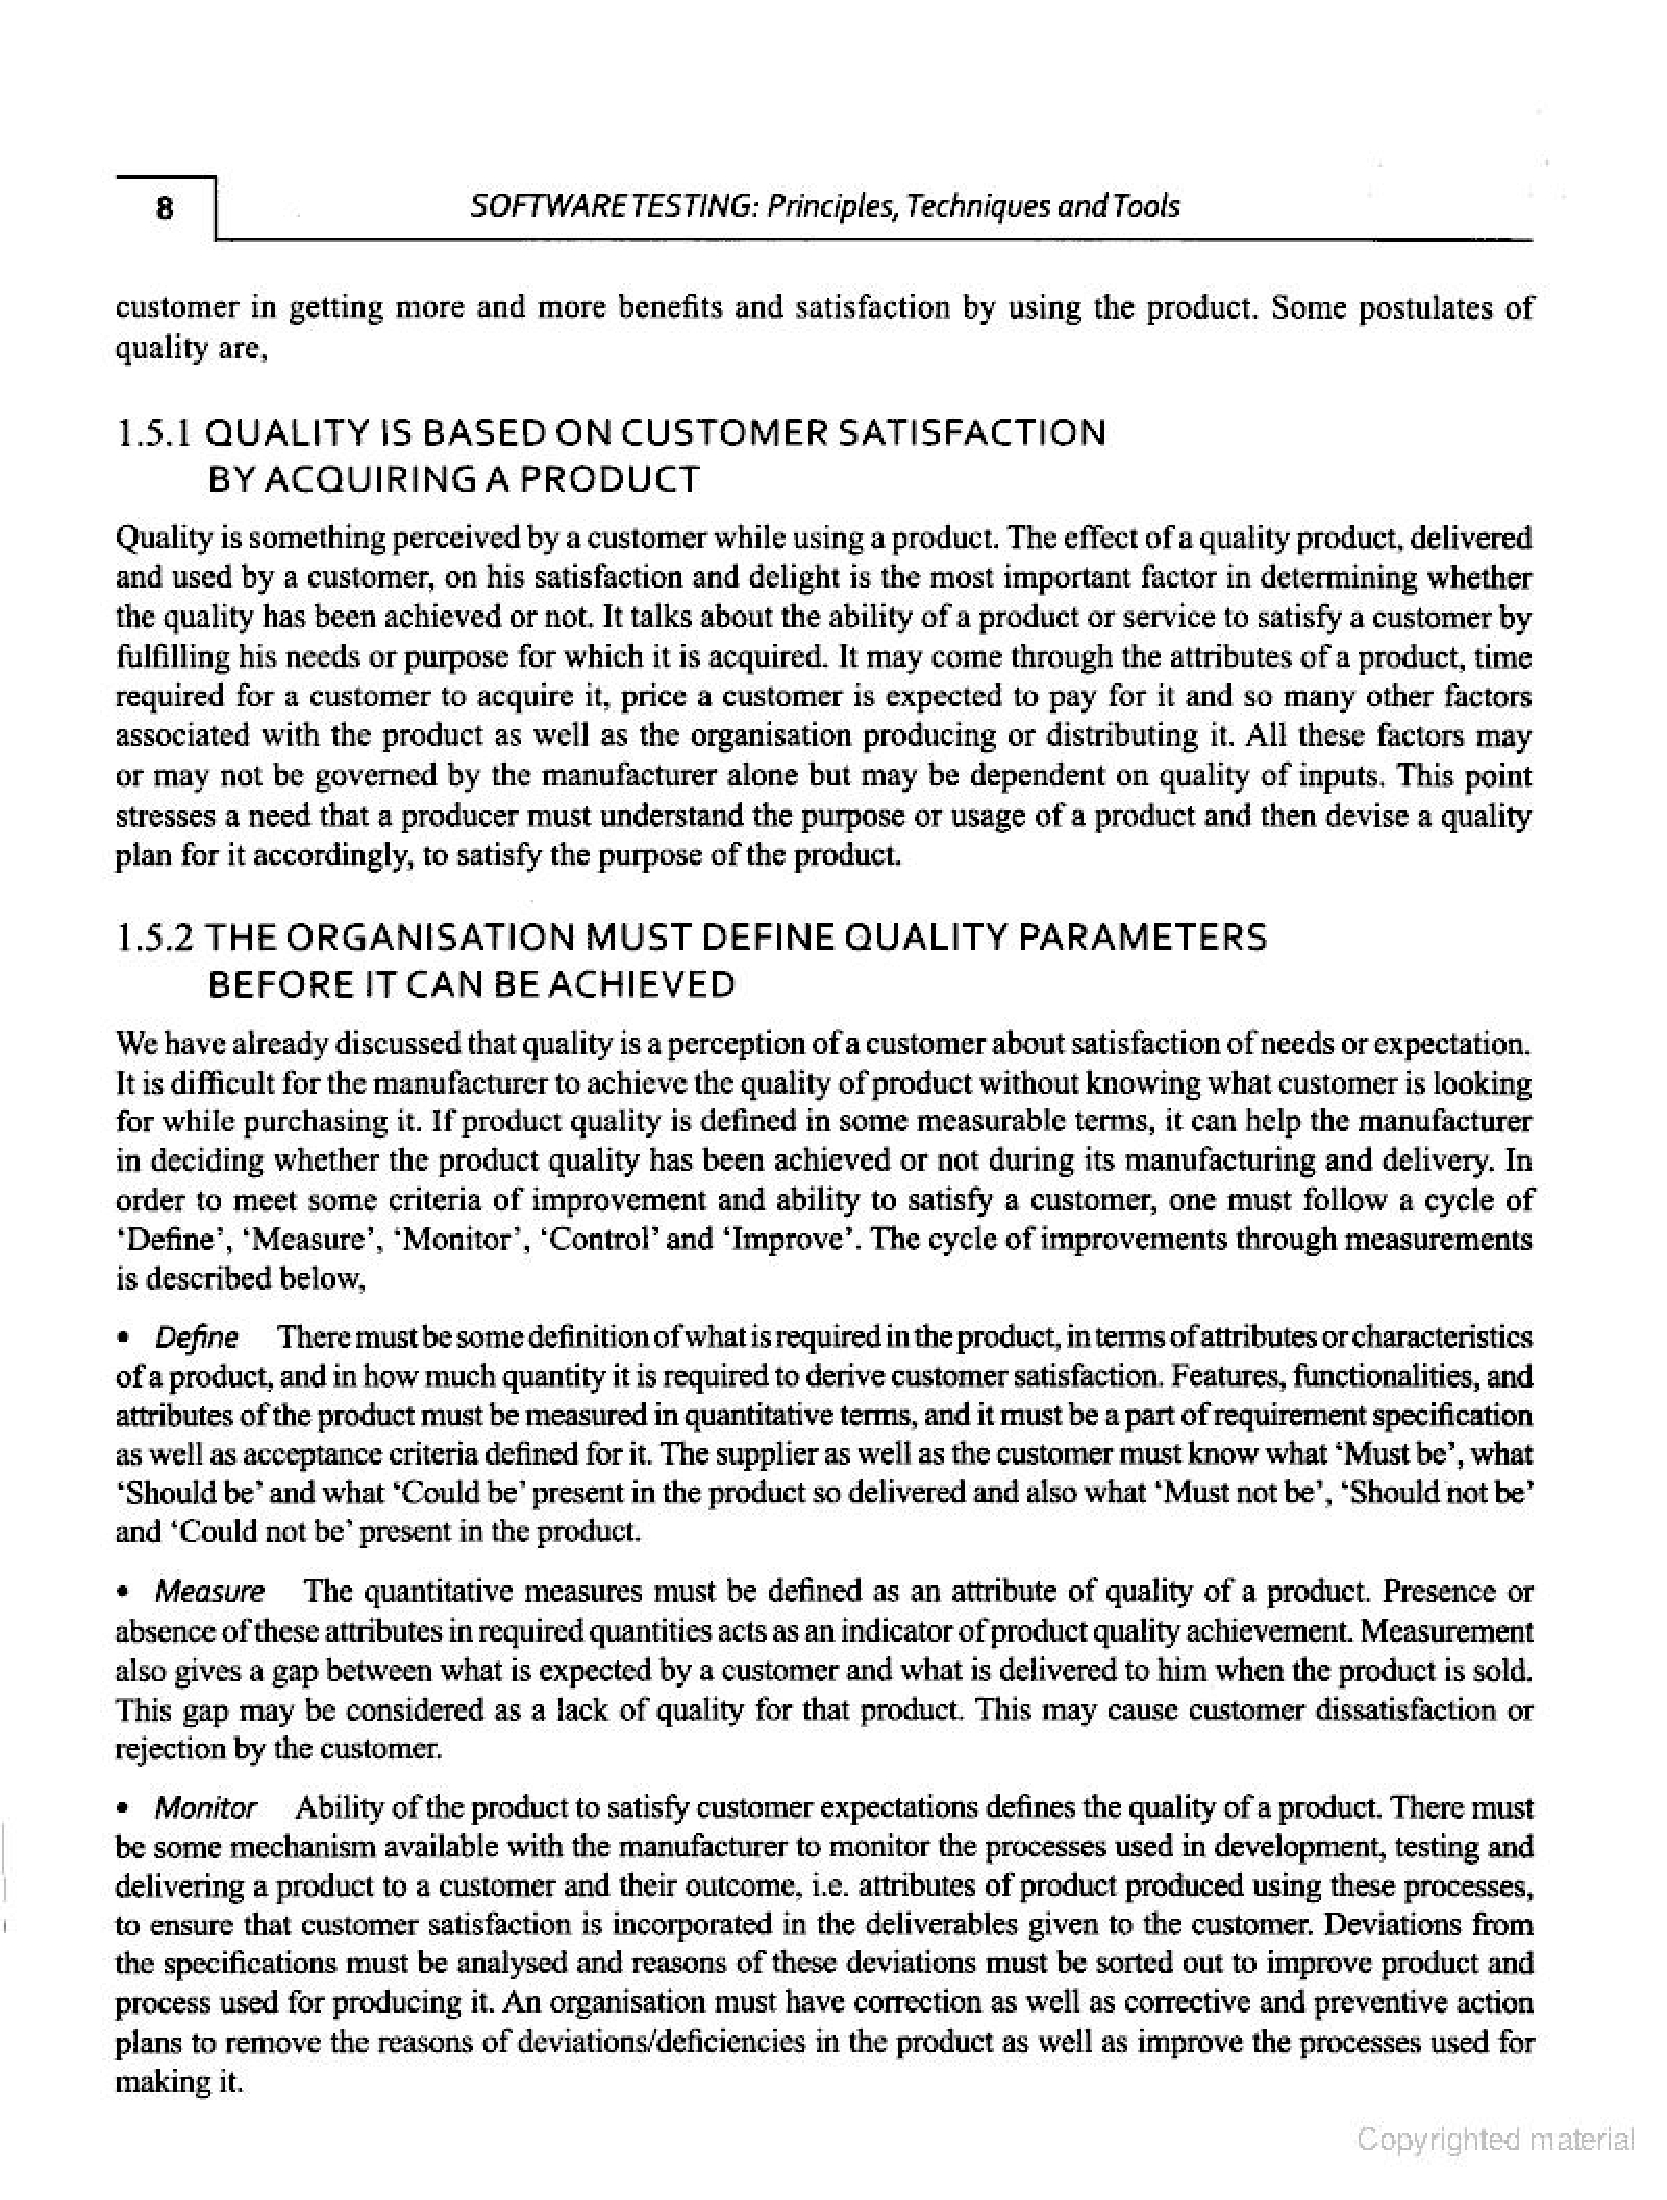 8
SOFTWARE TESTING: Principles, Techniques and Tools
customer in getting more and more benefits and satisfaction by using the product. Some postulates of
quality are,
1.5.1 QUALITY IS BASED ON CUSTOMER SATISFACTION
BY ACQUIRING A PRODUCT
Quality is something perceived by a customer while using a product. The effect of a quality product, delivered
and used by a customer, on his satisfaction and delight is the most important factor in determining whether
the quality has been achieved or not. It talks about the ability of a product or service to satisfy a customer by
fulfilling his needs or purpose for which it is acquired. It may come through the attributes of a product, time
required for a customer to acquire it, price a customer is expected to pay for it and so many other factors
associated with the product as well as the organisation producing or distributing it. All these factors may
or may not be governed by the manufacturer alone but may be dependent on quality of inputs. This point
stresses a need that a producer must understand the purpose or usage of a product and then devise a quality
plan for it accordingly, to satisfy the purpose of the product.
1.5.2 THE ORGANISATION MUST DEFINE QUALITY PARAMETERS
BEFORE IT CAN BE ACHIEVED
We have already discussed that quality is a perception of a customer about satisfaction of needs or expectation.
It is difficult for the manufacturer to achieve the quality of product without knowing what customer is looking
for while purchasing it. If product quality is defined in some measurable terms, it can help the manufacturer
in deciding whether the product quality has been achieved or not during its manufacturing and delivery. In
order to meet some criteria of improvement and ability to satisfy a customer, one must follow a cycle of
‘Define’, ‘Measure’, ‘Monitor’, ‘Control’ and ‘Improve’. The cycle of improvements through measurements
is described below,
• Define There must be some definition of what is required in the product, in terms of attributes or characteristics
of a product, and in how much quantity it is required to derive customer satisfaction. Features, functionalities, and
attributes of the product must be measured in quantitative terms, and it must be a part of requirement specification
as well as acceptance criteria defined for it. The supplier as well as the customer must know what ‘Must be’, what
‘Should be’ and what ‘Could be’ present in the product so delivered and also what ‘Must not be’, ‘Should not be’
and ‘Could not be’ present in the product.
• Measure The quantitative measures must be defined as an attribute of quality of a product. Presence or
absence of these attributes in required quantities acts as an indicator of product quality achievement. Measurement
also gives a gap between what is expected by a customer and what is delivered to him when the product is sold.
This gap may be considered as a lack of quality for that product. This may cause customer dissatisfaction or
rejection by the customer.
• Monitor Ability of the product to satisfy customer expectations defines the quality of a product. There must
be some mechanism available with the manufacturer to monitor the processes used in development, testing and
delivering a product to a customer and their outcome, i.e. attributes of product produced using these processes,
to ensure that customer satisfaction is incorporated in the deliverables given to the customer. Deviations from
the specifications must be analysed and reasons of these deviations must be sorted out to improve product and
process used for producing it. An organisation must have correction as well as corrective and preventive action
plans to remove the reasons of deviations/deficiencies in the product as well as improve the processes used for
making it.
Copyrighted material